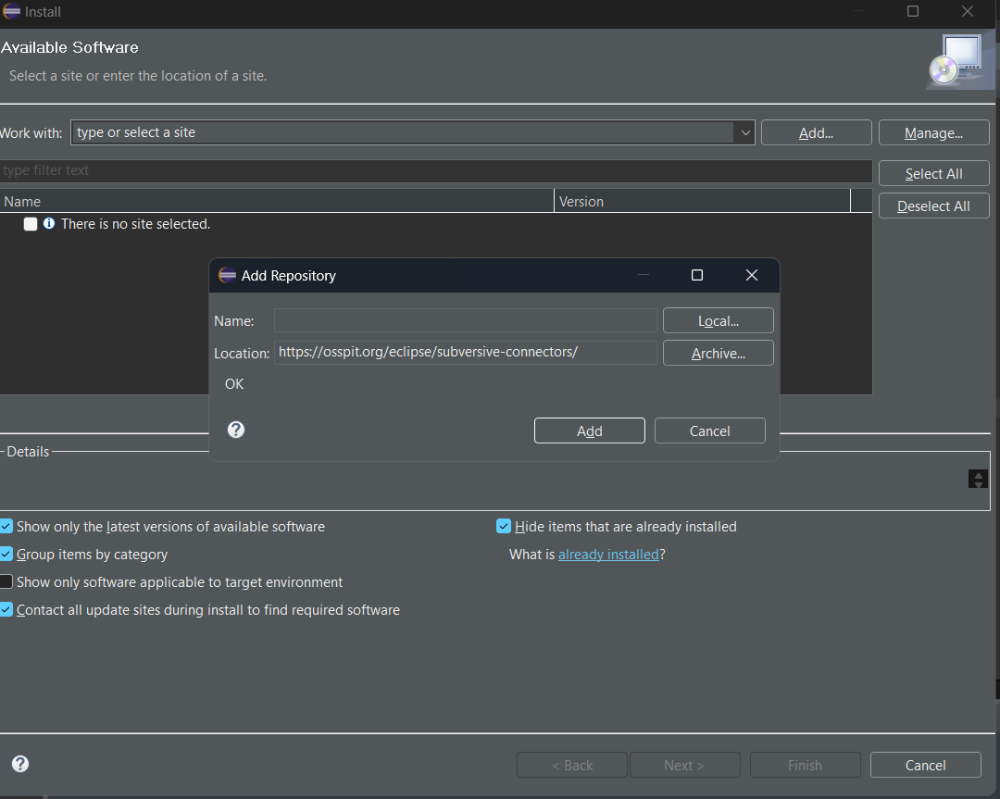 Install
Available Software
Select a site or enter the location of a site.
Work with: type or select a site Add... Manage...
type filter text Select All
Name Version Deselect All
There is no site selected.
Add Repository
Name: Local...
Location: https://osspit.org/eclipse/subversive-connectors/ Archive...
OK
Add Cancel
Details
Show only the latest versions of available software Hide items that are already installed
Group items by category What is already installed?
Show only software applicable to target environment
Contact all update sites during install to find required software
< Back Next > Finish Cancel